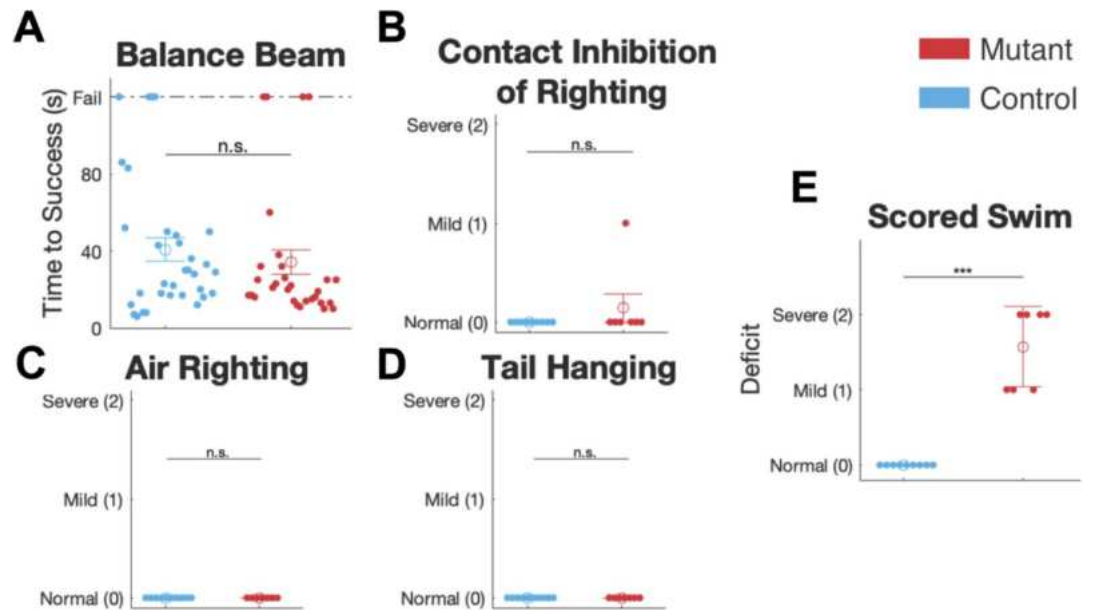 A
Balance Beam
Time to Success (s)
Fail
80
40
0
n.s.
B
Contact Inhibition
of Righting
Severe (2)
Mild (1)
Normal (0)
n.s.
Mutant
Control
C
Air Righting
Severe (2)
Mild (1)
Normal (0)
n.s.
D
Tail Hanging
Severe (2)
Mild (1)
Normal (0)
n.s.
E
Scored Swim
Deficit
Severe (2)
Mild (1)
Normal (0)
***